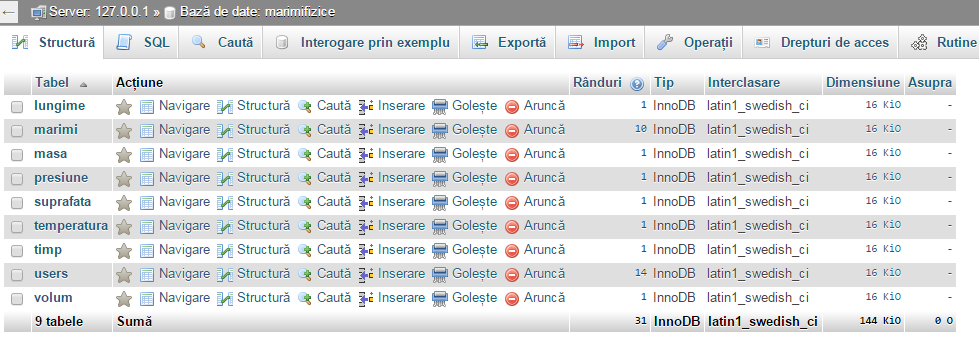 Server: 127.0.0.1 » Bază de date: marimifizice
Structură SQL Caută Interogare prin exemplu Exportă Import Operații Drepturi de acces Rutine
Tabel Acțiune Rânduri Tip Interclasare Dimensiune Asupra
lungime Navigare Structură Caută Inserare Golește Aruncă 1 InnoDB latin1_swedish_ci 16 KiO -
marimi Navigare Structură Caută Inserare Golește Aruncă 10 InnoDB latin1_swedish_ci 16 KiO -
masa Navigare Structură Caută Inserare Golește Aruncă 1 InnoDB latin1_swedish_ci 16 KiO -
presiune Navigare Structură Caută Inserare Golește Aruncă 1 InnoDB latin1_swedish_ci 16 KiO -
suprafata Navigare Structură Caută Inserare Golește Aruncă 1 InnoDB latin1_swedish_ci 16 KiO -
temperatura Navigare Structură Caută Inserare Golește Aruncă 1 InnoDB latin1_swedish_ci 16 KiO -
timp Navigare Structură Caută Inserare Golește Aruncă 1 InnoDB latin1_swedish_ci 16 KiO -
users Navigare Structură Caută Inserare Golește Aruncă 14 InnoDB latin1_swedish_ci 16 KiO -
volum Navigare Structură Caută Inserare Golește Aruncă 1 InnoDB latin1_swedish_ci 16 KiO -
9 tabele Sumă 31 InnoDB latin1_swedish_ci 144 KiO 0 O